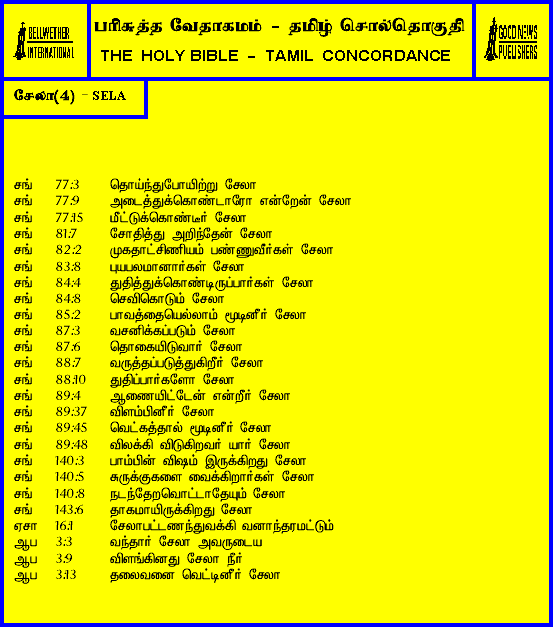 BELLWETHER
INTERNATIONAL
பரிசுத்த வேதாகமம் - தமிழ் சொல்தொகுதி
THE HOLY BIBLE - TAMIL CONCORDANCE
GOOD NEWS
PUBLISHERS
சேலா(4) - SELA
சங் 77:3 தொய்ந்துபோயிற்று சேலா
சங் 77:9 அடைத்துக்கொண்டாரோ என்றேன் சேலா
சங் 77:15 மீட்டுக்கொண்டீர் சேலா
சங் 81:7 சோதித்து அறிந்தேன் சேலா
சங் 82:2 முகதாட்சிணியம் பண்ணுவீர்கள் சேலா
சங் 83:8 புயபலமானார்கள் சேலா
சங் 84:4 துதித்துக்கொண்டிருப்பார்கள் சேலா
சங் 84:8 செவிகொடும் சேலா
சங் 85:2 பாவத்தையெல்லாம் மூடினீர் சேலா
சங் 87:3 வசனிக்கப்படும் சேலா
சங் 87:6 தொகையிடுவார் சேலா
சங் 88:7 வருத்தப்படுத்துகிறீர் சேலா
சங் 88:10 துதிப்பார்களோ சேலா
சங் 89:4 ஆணையிட்டேன் என்றீர் சேலா
சங் 89:37 விளம்பினீர் சேலா
சங் 89:45 வெட்கத்தால் மூடினீர் சேலா
சங் 89:48 விலக்கி விடுகிறவர் யார் சேலா
சங் 140:3 பாம்பின் விஷம் இருக்கிறது சேலா
சங் 140:5 சுருக்குகளை வைக்கிறார்கள் சேலா
சங் 140:8 நடந்தேறவொட்டாதேயும் சேலா
சங் 143:6 தாகமாயிருக்கிறது சேலா
ஏசா 16:1 சேலாபட்டணந்துவக்கி வனாந்தரமட்டும்
ஆப 3:3 வந்தார் சேலா அவருடைய
ஆப 3:9 விளங்கினது சேலா நீர்
ஆப 3:13 தலைவனை வெட்டினீர் சேலா